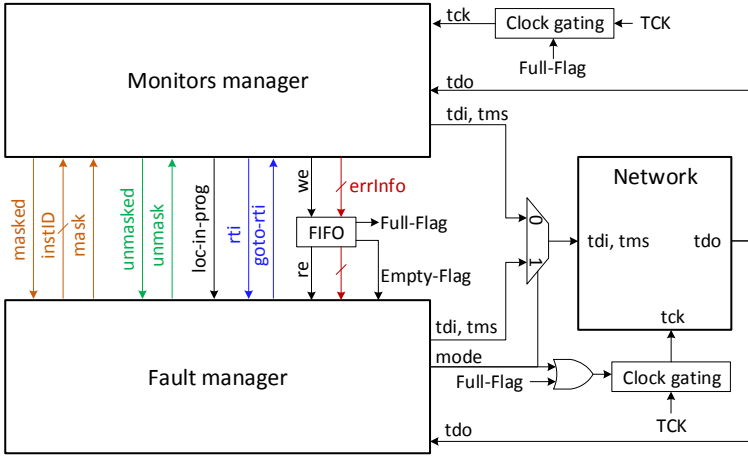 tck
Clock gating
TCK
Full-Flag
Monitors manager
tdo
tdi, tms
masked
instID
mask
unmasked
unmask
loc-in-prog
rti
goto-rti
we
errInfo
FIFO
Full-Flag
re
Empty-Flag
0
1
Network
tdi, tms
tdo
tck
tdi, tms
mode
Fault manager
Full-Flag
Clock gating
TCK
tdo